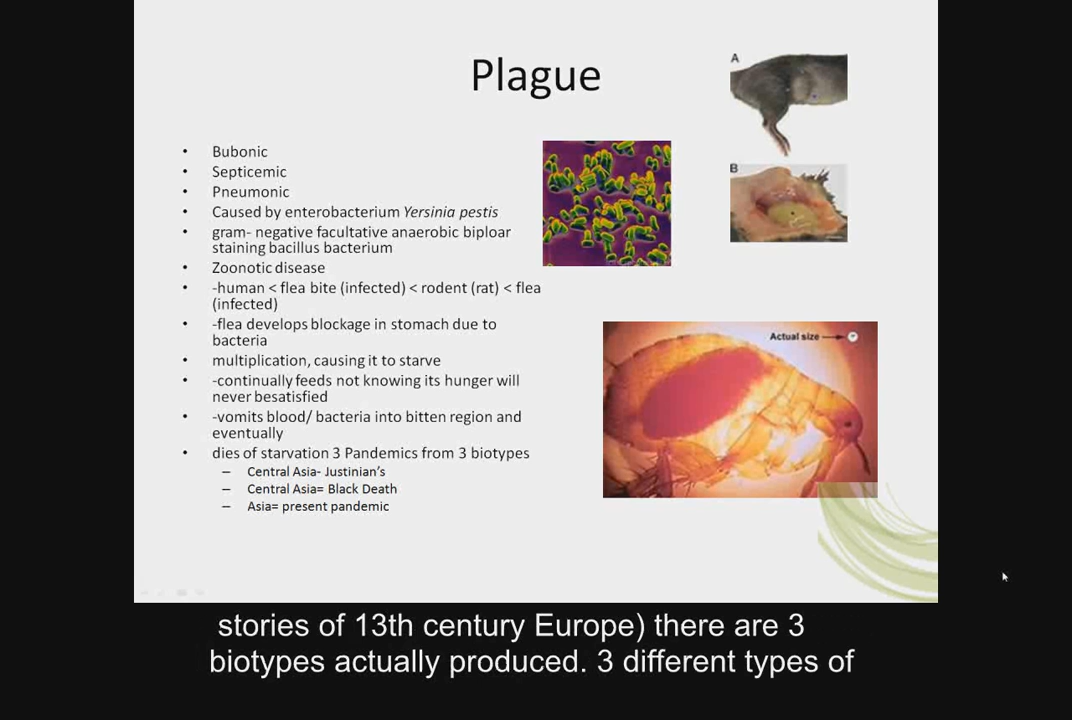 Plague
A
B
• Bubonic
• Septicemic
• Pneumonic
• Caused by enterobacterium Yersinia pestis
• gram- negative facultative anaerobic biploar
staining bacillus bacterium
• Zoonotic disease
• -human < flea bite (infected) < rodent (rat) < flea
(infected)
• -flea develops blockage in stomach due to
bacteria
• multiplication, causing it to starve
• -continually feeds not knowing its hunger will
never besatisfied
• -vomits blood/ bacteria into bitten region and
eventually
• dies of starvation 3 Pandemics from 3 biotypes
– Central Asia- Justinian's
– Central Asia= Black Death
– Asia= present pandemic
Actual size
stories of 13th century Europe) there are 3
biotypes actually produced. 3 different types of